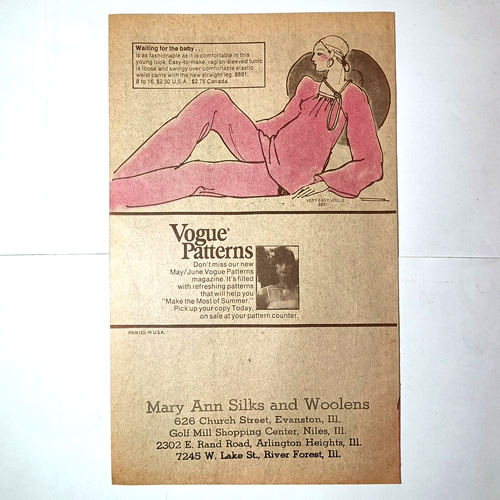 Waiting for the baby...
is as fashionable as it is comfortable in this
young look. Easy-to-make, raglan-sleeved tunic
is loose and swingy over comfortable elastic
waist pants with the new straight leg. 8891,
8 to 16, $2.50 U.S.A., $2.75 Canada.
VERY EASY VOGUE
8891
Vogue®
Patterns
Don't miss our new
May/June Vogue Patterns
magazine. It's filled
with refreshing patterns
that will help you
"Make the Most of Summer."
Pick up your copy Today,
on sale at your pattern counter.
PRINTED IN U.S.A.
Mary Ann Silks and Woolens
626 Church Street, Evanston, Ill.
Golf Mill Shopping Center, Niles, Ill.
2302 E. Rand Road, Arlington Heights, Ill.
7245 W. Lake St., River Forest, Ill.